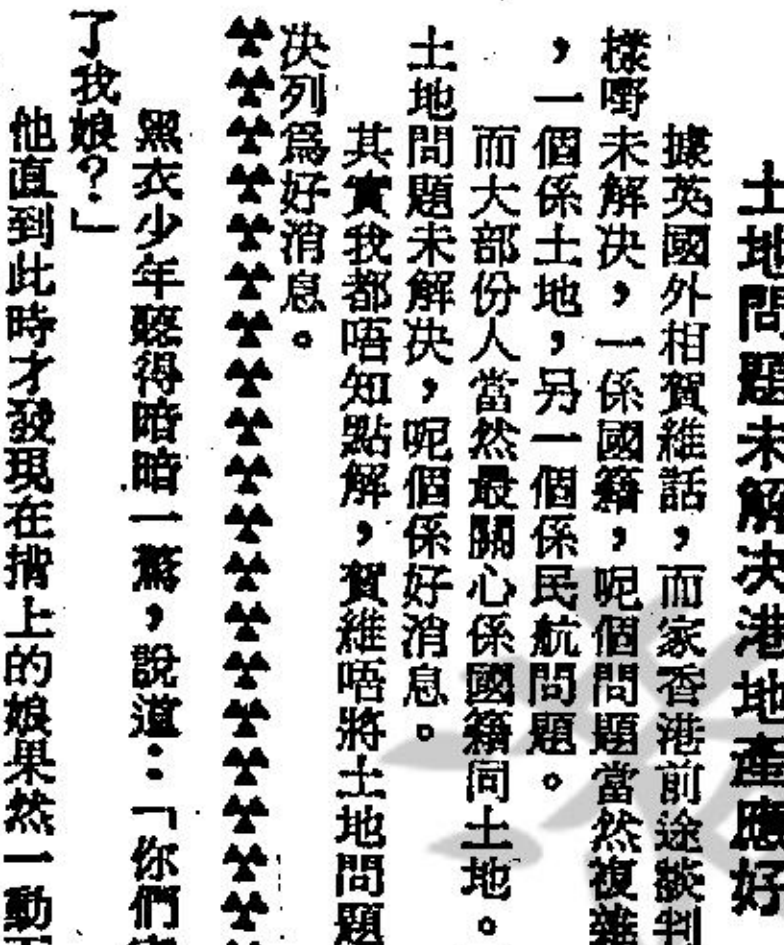 土地問題未解決港地產應好
據英國外相賀維話，而家香港前途談判
樣嘢未解決，一係國籍，呢個問題當然複雜
，一個係土地，另一個係民航問題。
而大部份人當然最關心係國籍同土地。
土地問題未解決，呢個係好消息。
其實我都唔知點解，賀維唔將土地問題
決列爲好消息。
黑衣少年聽得暗暗一驚，說道：「你們
了我娘？」
他直到此時才發現在揹上的娘果然一動